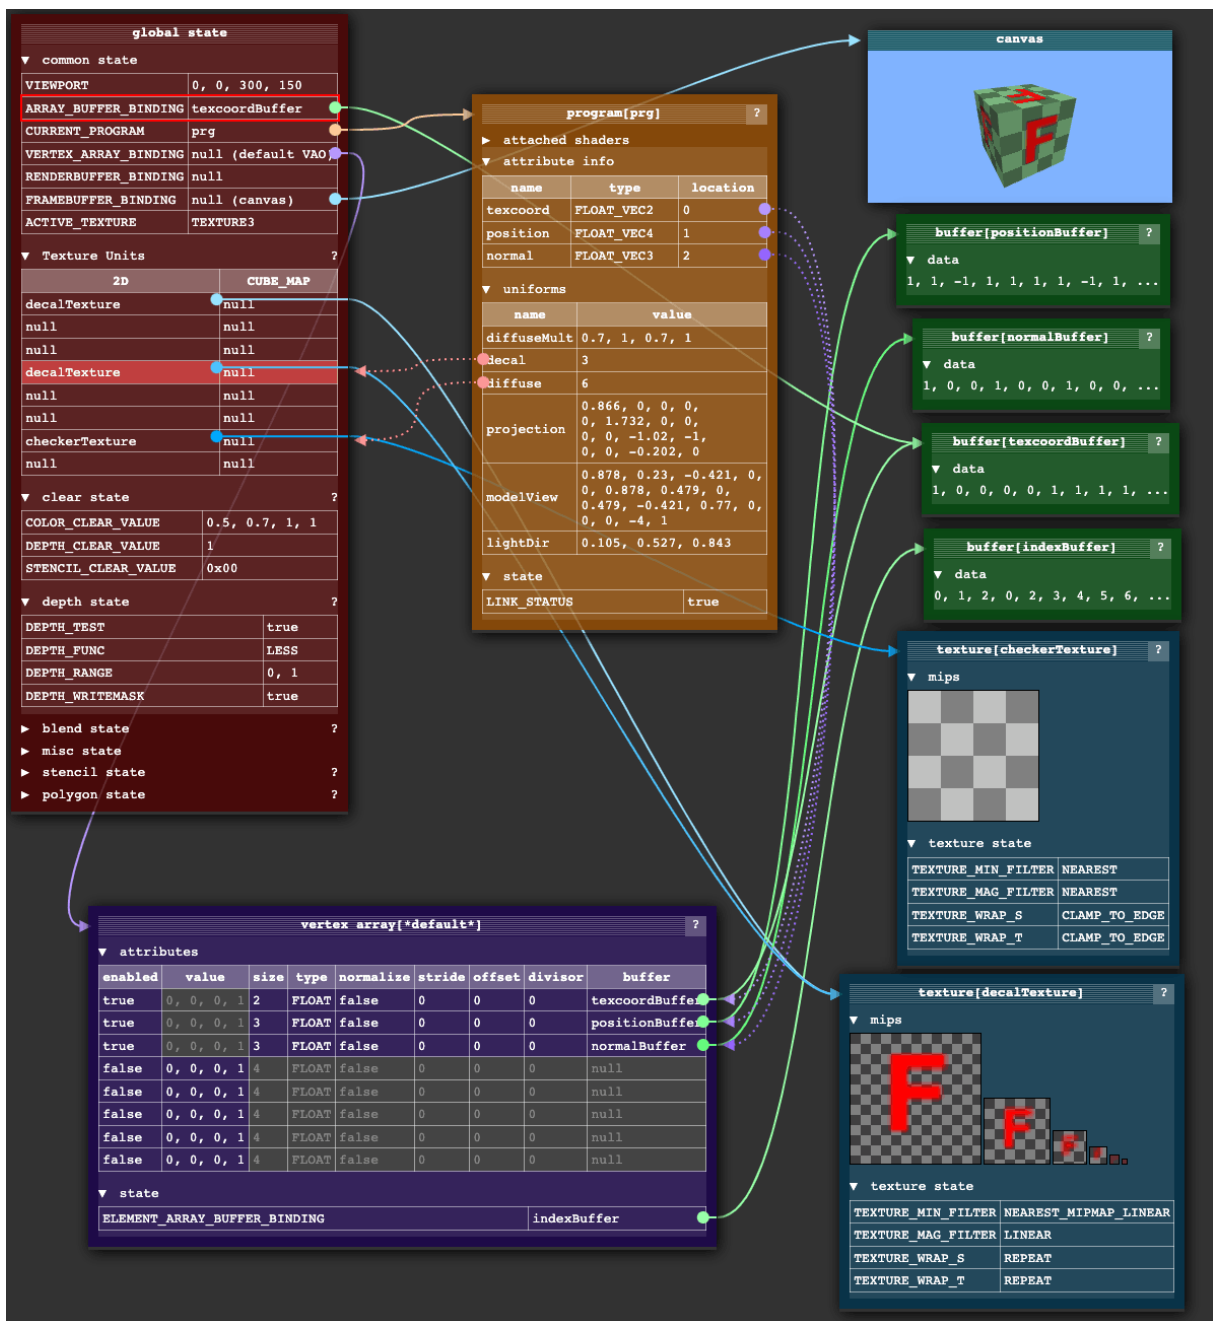 global state
▼ common state
VIEWPORT 0, 0, 300, 150
ARRAY_BUFFER_BINDING texcoordBuffer
CURRENT_PROGRAM prg
VERTEX_ARRAY_BINDING null (default VAO)
RENDERBUFFER_BINDING null
FRAMEBUFFER_BINDING null (canvas)
ACTIVE_TEXTURE TEXTURE3
▼ Texture Units ?
2D CUBE_MAP
decalTexture null
null null
null null
decalTexture null
null null
null null
checkerTexture null
null null
▼ clear state ?
COLOR_CLEAR_VALUE 0.5, 0.7, 1, 1
DEPTH_CLEAR_VALUE 1
STENCIL_CLEAR_VALUE 0x00
▼ depth state ?
DEPTH_TEST true
DEPTH_FUNC LESS
DEPTH_RANGE 0, 1
DEPTH_WRITEMASK true
► blend state ?
► misc state
► stencil state ?
► polygon state ?
program[prg] ?
► attached shaders
▼ attribute info
name type location
texcoord FLOAT_VEC2 0
position FLOAT_VEC4 1
normal FLOAT_VEC3 2
▼ uniforms
name value
diffuseMult 0.7, 1, 0.7, 1
decal 3
diffuse 6
projection 0.866, 0, 0, 0,
0, 1.732, 0, 0,
0, 0, -1.02, -1,
0, 0, -0.202, 0
modelView 0.878, 0.23, -0.421, 0,
0, 0.878, 0.479, 0,
0.479, -0.421, 0.77, 0,
0, 0, -4, 1
lightDir 0.105, 0.527, 0.843
▼ state
LINK_STATUS true
canvas
F
F
F
buffer[positionBuffer] ?
▼ data
1, 1, -1, 1, 1, 1, 1, -1, 1, ...
buffer[normalBuffer] ?
▼ data
1, 0, 0, 1, 0, 0, 1, 0, 0, ...
buffer[texcoordBuffer] ?
▼ data
1, 0, 0, 0, 0, 1, 1, 1, 1, ...
buffer[indexBuffer] ?
▼ data
0, 1, 2, 0, 2, 3, 4, 5, 6, ...
texture[checkerTexture] ?
▼ mips
▼ texture state
TEXTURE_MIN_FILTER NEAREST
TEXTURE_MAG_FILTER NEAREST
TEXTURE_WRAP_S CLAMP_TO_EDGE
TEXTURE_WRAP_T CLAMP_TO_EDGE
vertex array[*default*] ?
▼ attributes
enabled value size type normalize stride offset divisor buffer
true 0, 0, 0, 1 2 FLOAT false 0 0 0 texcoordBuffer
true 0, 0, 0, 1 3 FLOAT false 0 0 0 positionBuffer
true 0, 0, 0, 1 3 FLOAT false 0 0 0 normalBuffer
false 0, 0, 0, 1 4 FLOAT false 0 0 0 null
false 0, 0, 0, 1 4 FLOAT false 0 0 0 null
false 0, 0, 0, 1 4 FLOAT false 0 0 0 null
false 0, 0, 0, 1 4 FLOAT false 0 0 0 null
false 0, 0, 0, 1 4 FLOAT false 0 0 0 null
▼ state
ELEMENT_ARRAY_BUFFER_BINDING indexBuffer
texture[decalTexture] ?
▼ mips
F F F
▼ texture state
TEXTURE_MIN_FILTER NEAREST_MIPMAP_LINEAR
TEXTURE_MAG_FILTER LINEAR
TEXTURE_WRAP_S REPEAT
TEXTURE_WRAP_T REPEAT